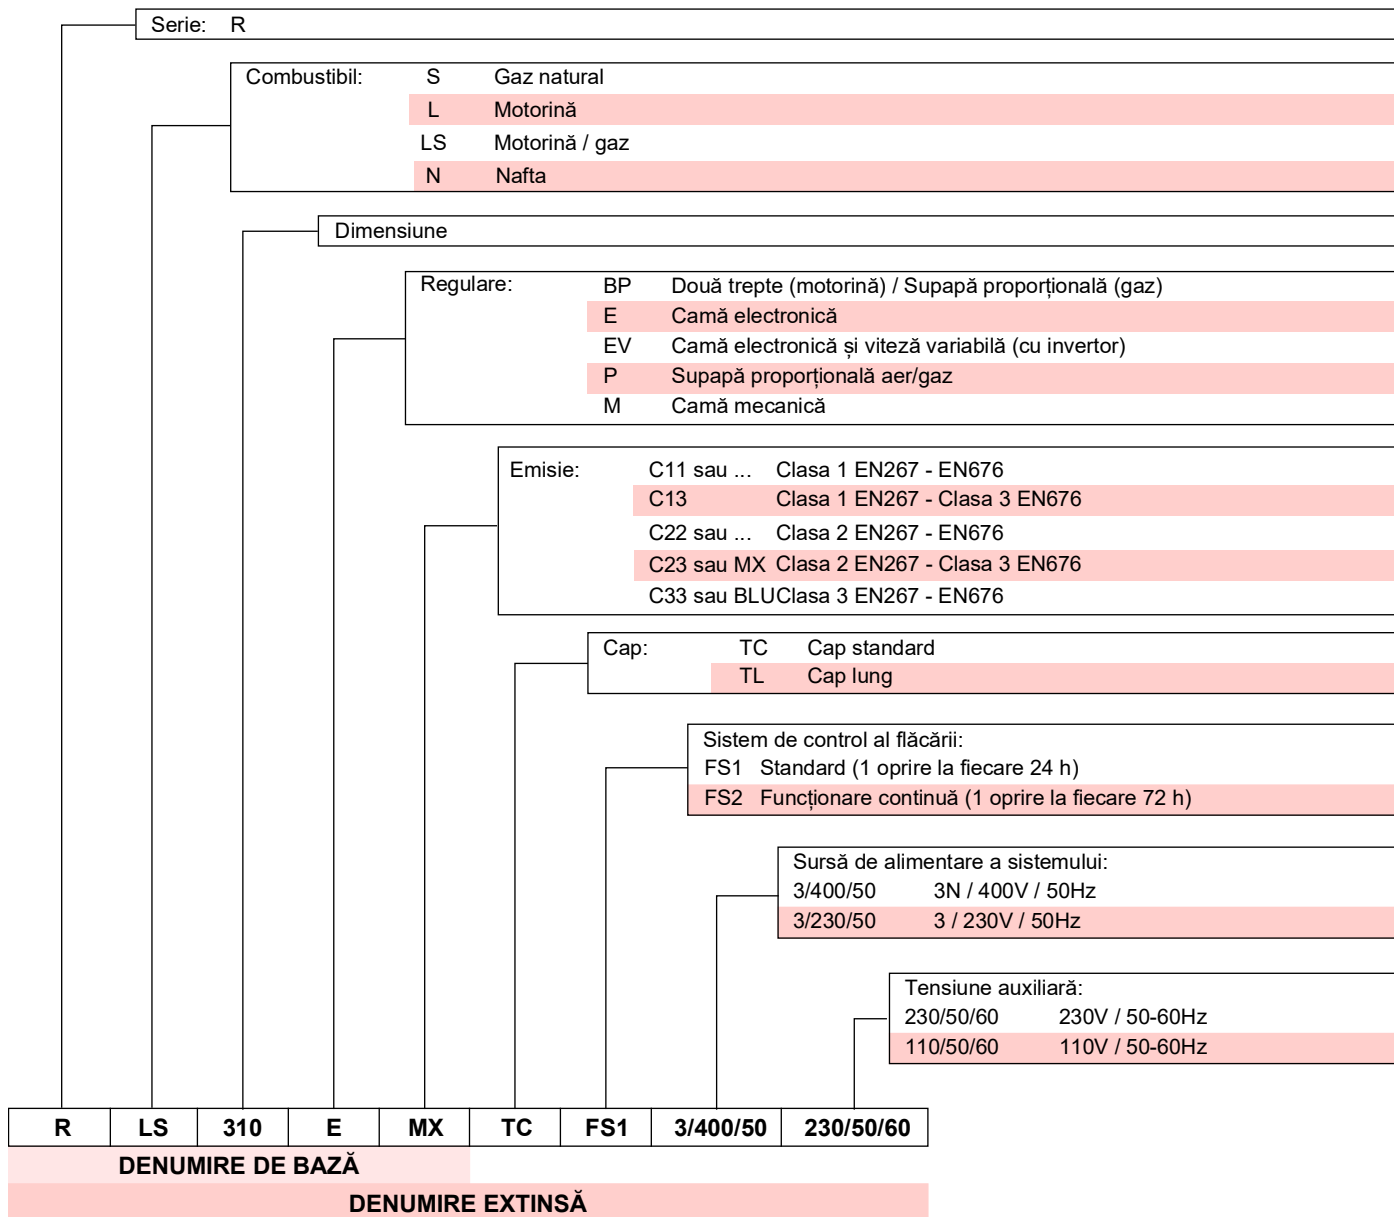 Serie: R
Combustibil: S Gaz natural
L Motorină
LS Motorină / gaz
N Nafta
Dimensiune
Regulare: BP Două trepte (motorină) / Supapă proporțională (gaz)
E Camă electronică
EV Camă electronică și viteză variabilă (cu invertor)
P Supapă proporțională aer/gaz
M Camă mecanică
Emisie: C11 sau ... Clasa 1 EN267 - EN676
C13 Clasa 1 EN267 - Clasa 3 EN676
C22 sau ... Clasa 2 EN267 - EN676
C23 sau MX Clasa 2 EN267 - Clasa 3 EN676
C33 sau BLUClasa 3 EN267 - EN676
Cap: TC Cap standard
TL Cap lung
Sistem de control al flăcării:
FS1 Standard (1 oprire la fiecare 24 h)
FS2 Funcționare continuă (1 oprire la fiecare 72 h)
Sursă de alimentare a sistemului:
3/400/50 3N / 400V / 50Hz
3/230/50 3 / 230V / 50Hz
Tensiune auxiliară:
230/50/60 230V / 50-60Hz
110/50/60 110V / 50-60Hz
R LS 310 E MX TC FS1 3/400/50 230/50/60
DENUMIRE DE BAZĂ
DENUMIRE EXTINSĂ